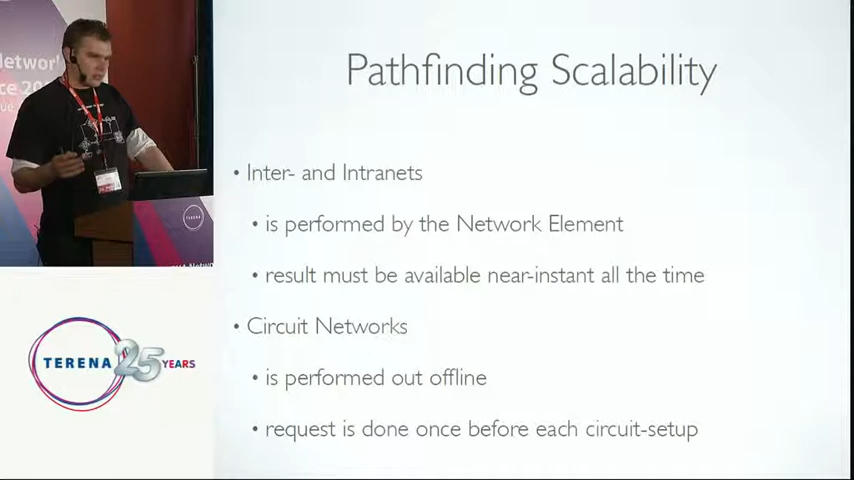 Pathfinding Scalability
• Inter- and Intranets
• is performed by the Network Element
• result must be available near-instant all the time
• Circuit Networks
• is performed out offline
• request is done once before each circuit-setup
TERENA 25 YEARS
TERENA